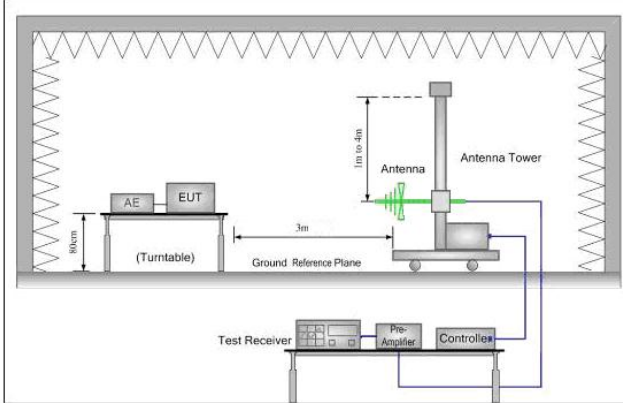 1m to 4m
Antenna
Antenna Tower
AE
EUT
3m
80cm
(Turntable)
Ground Reference Plane
Test Receiver
Pre-
Amplifier
Controller